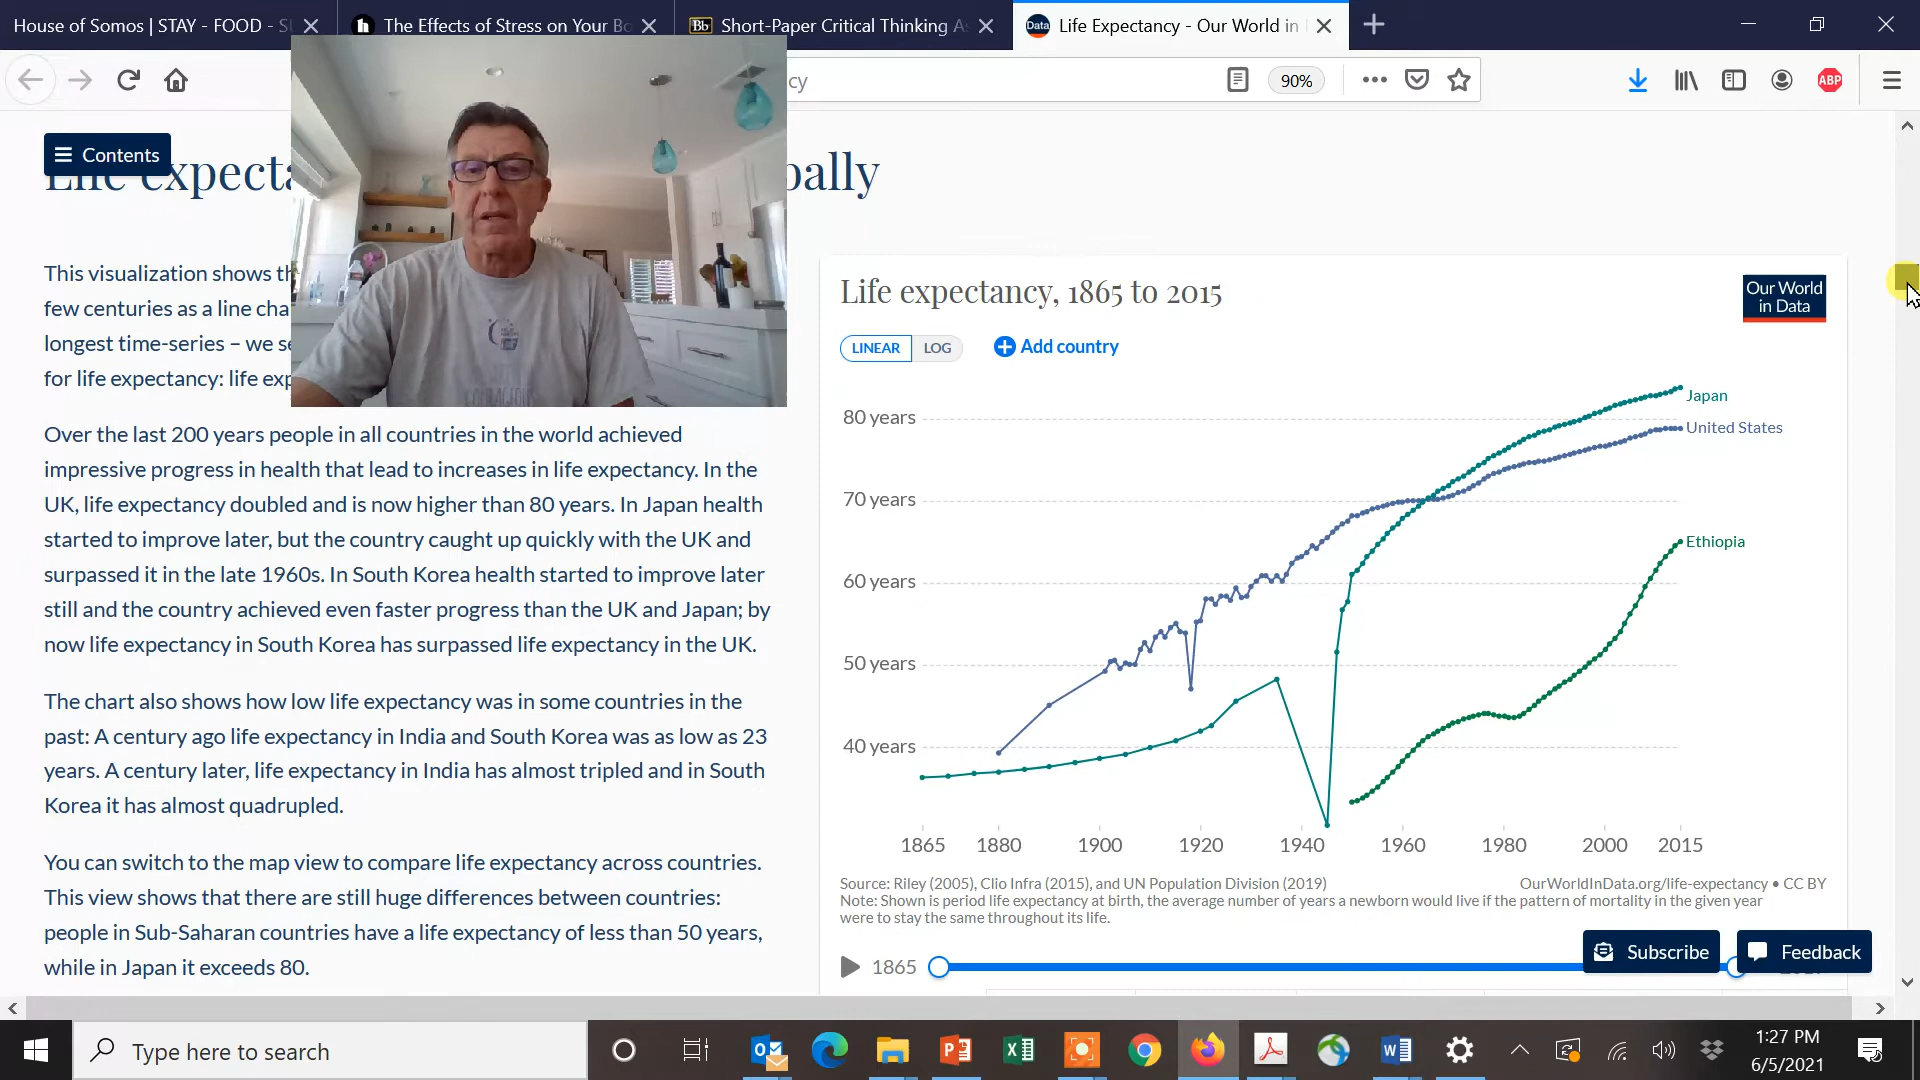 House of Somos | STAY - FOOD - S
The Effects of Stress on Your Bo
Bb Short-Paper Critical Thinking As
Data Life Expectancy - Our World in
cy
90%
ABP
Contents
Life expecta
bally
This visualization shows th
few centuries as a line cha
longest time-series – we se
for life expectancy: life exp
Over the last 200 years people in all countries in the world achieved
impressive progress in health that lead to increases in life expectancy. In the
UK, life expectancy doubled and is now higher than 80 years. In Japan health
started to improve later, but the country caught up quickly with the UK and
surpassed it in the late 1960s. In South Korea health started to improve later
still and the country achieved even faster progress than the UK and Japan; by
now life expectancy in South Korea has surpassed life expectancy in the UK.
The chart also shows how low life expectancy was in some countries in the
past: A century ago life expectancy in India and South Korea was as low as 23
years. A century later, life expectancy in India has almost tripled and in South
Korea it has almost quadrupled.
You can switch to the map view to compare life expectancy across countries.
This view shows that there are still huge differences between countries:
people in Sub-Saharan countries have a life expectancy of less than 50 years,
while in Japan it exceeds 80.
Life expectancy, 1865 to 2015
Our World
in Data
LINEAR LOG
Add country
80 years
70 years
60 years
50 years
40 years
Japan
United States
Ethiopia
1865 1880 1900 1920 1940 1960 1980 2000 2015
Source: Riley (2005), Clio Infra (2015), and UN Population Division (2019)
OurWorldInData.org/life-expectancy • CC BY
Note: Shown is period life expectancy at birth, the average number of years a newborn would live if the pattern of mortality in the given year
were to stay the same throughout its life.
Subscribe
Feedback
1865
Type here to search
1:27 PM
6/5/2021